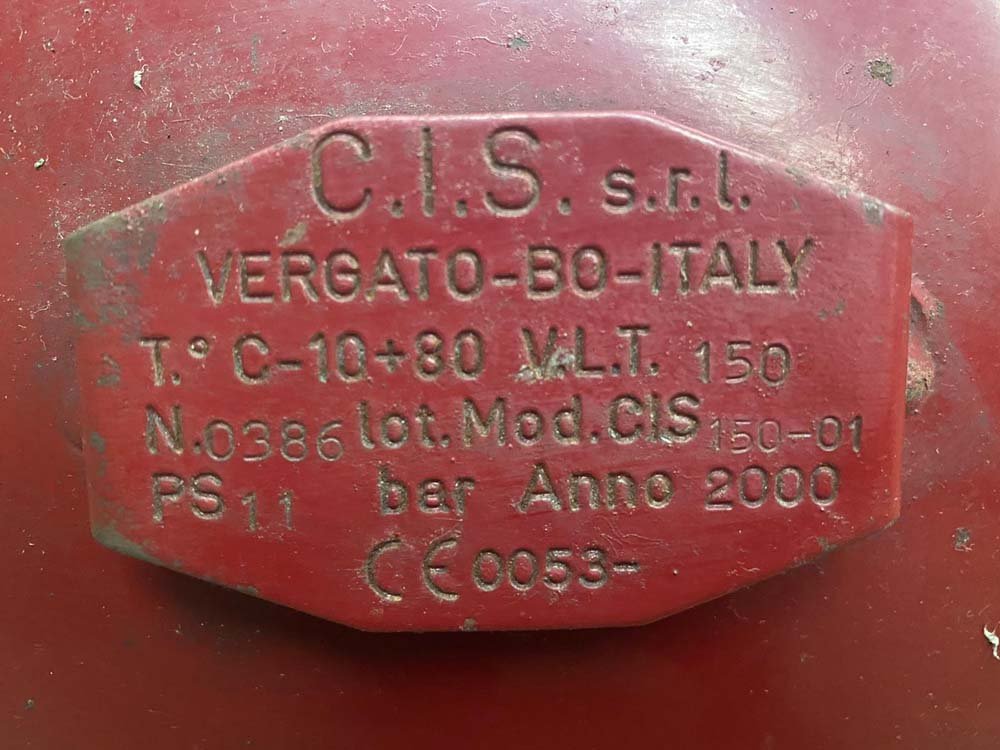 C.I.S. s.r.l.
VERGATO-BO-ITALY
T.° C-10+80 V.L.T. 150
N.0386 lot.Mod.CIS 150-01
PS 11 bar Anno 2000
CE 0053-